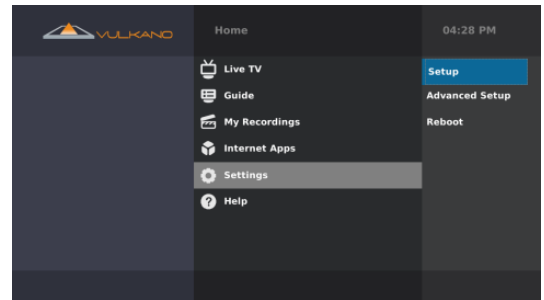 VULKANO
Home
04:28 PM
Live TV
Guide
My Recordings
Internet Apps
Settings
Help
Setup
Advanced Setup
Reboot